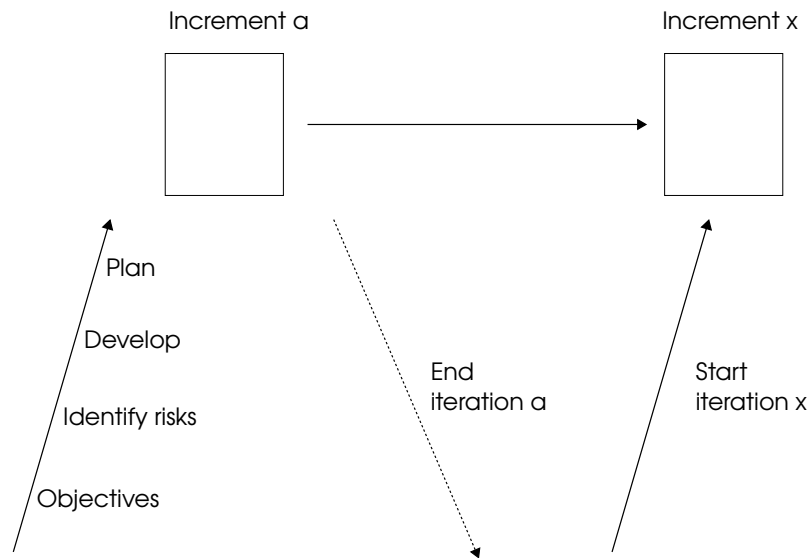 Increment a
Increment x
Plan
Develop
Identify risks
Objectives
End
iteration a
Start
iteration x